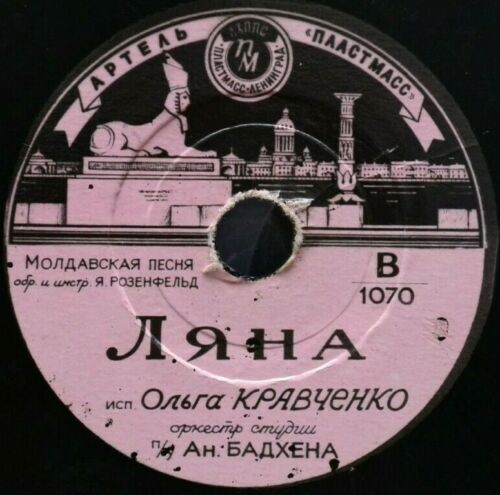 АРТЕЛЬ
«ПЛАСТМАСС»
ПМ
ПЛАСТМАСС-ЛЕНИНГРАД
МОЛДАВСКАЯ ПЕСНЯ
обр. и инстр. Я. РОЗЕНФЕЛЬД
В
1070
ЛЯНА
исп. Ольга КРАВЧЕНКО
оркестр студии
п/у Ан. БАДХЕНА